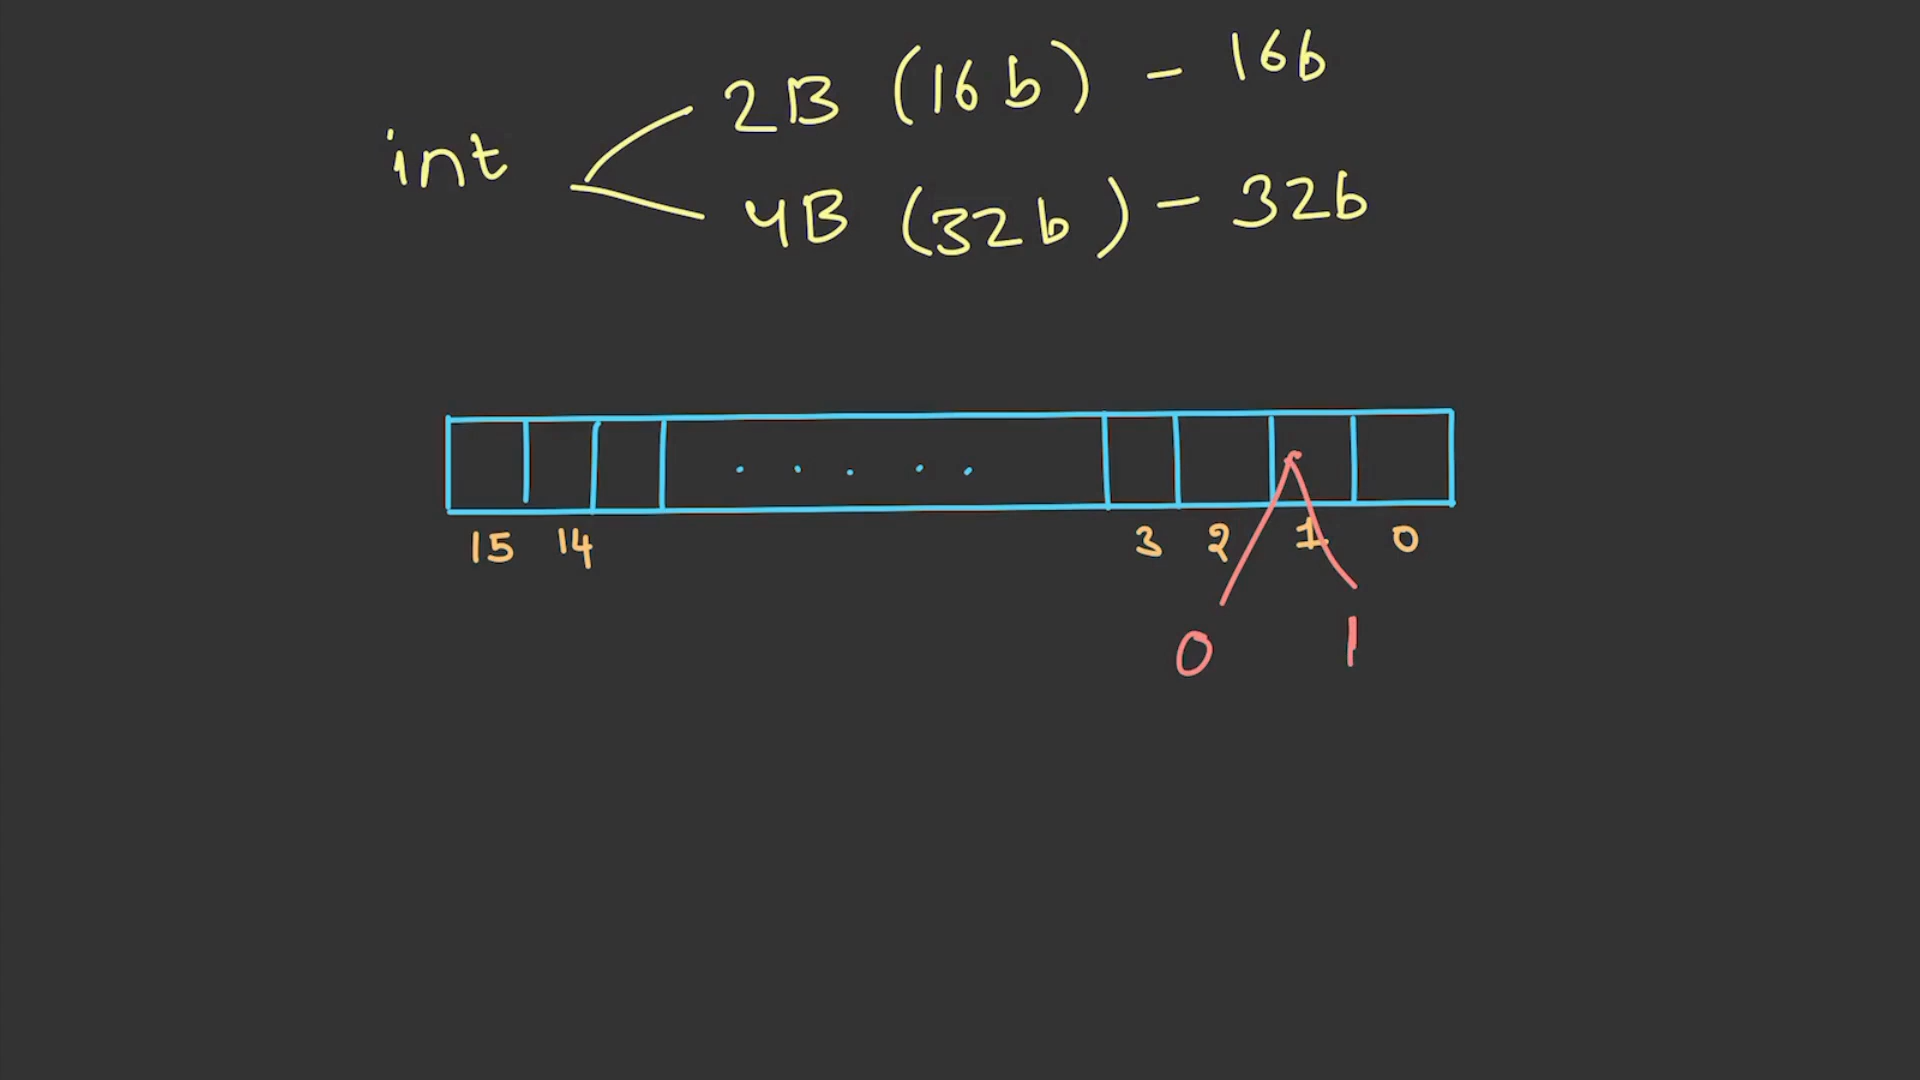 int
2B (16b) - 16b
4B (32b) - 32b
. . . . .
15 14 3 2 1 0
0 1